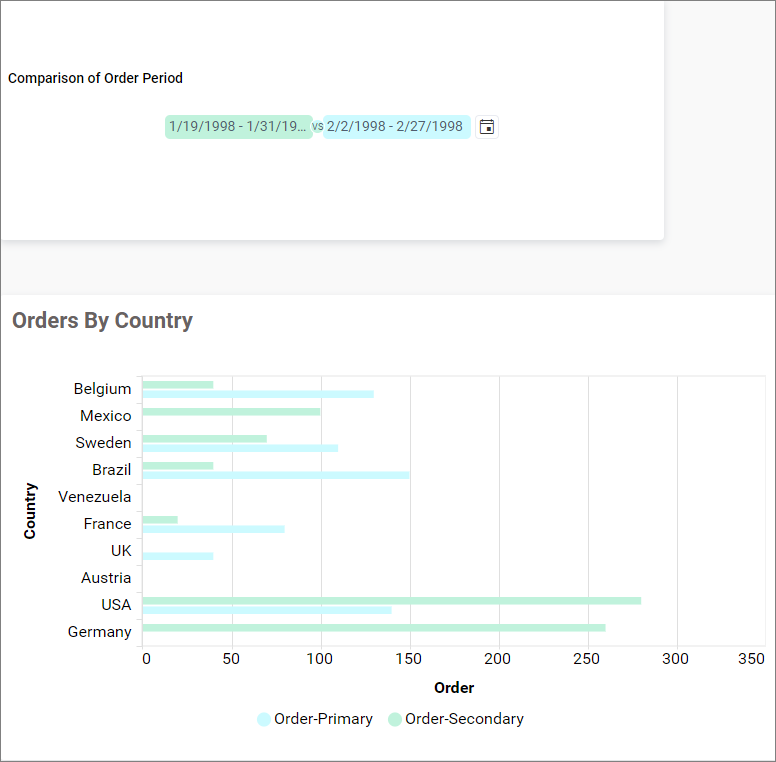 Comparison of Order Period
1/19/1998 - 1/31/19... vs 2/2/1998 - 2/27/1998
Orders By Country
Belgium
Mexico
Sweden
Brazil
Venezuela
France
UK
Austria
USA
Germany
Country
0 50 100 150 200 250 300 350
Order
Order-Primary Order-Secondary